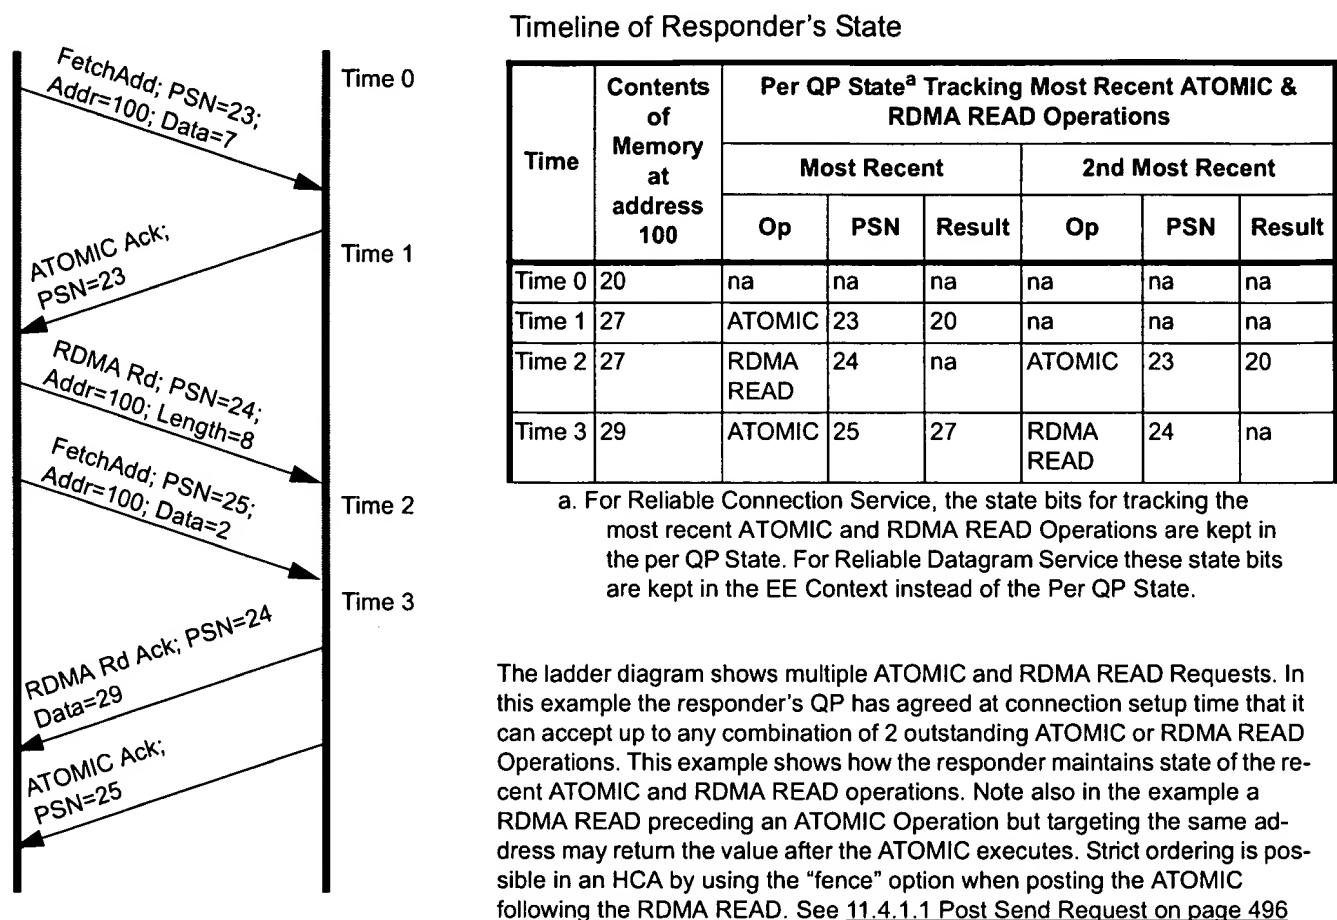 Timeline of Responder's State
FetchAdd; PSN=23;
Addr=100; Data=7
Time 0
ATOMIC Ack;
PSN=23
Time 1
RDMA Rd; PSN=24;
Addr=100; Length=8
FetchAdd; PSN=25;
Addr=100; Data=2
Time 2
Time 3
RDMA Rd Ack; PSN=24
Data=29
ATOMIC Ack;
PSN=25
Time
Contents
of
Memory
at
address
100
Per QP Stateᵃ Tracking Most Recent ATOMIC &
RDMA READ Operations
Most Recent 2nd Most Recent
Op PSN Result Op PSN Result
Time 0 20 na na na na na na
Time 1 27 ATOMIC 23 20 na na na
Time 2 27 RDMA READ 24 na ATOMIC 23 20
Time 3 29 ATOMIC 25 27 RDMA READ 24 na
a. For Reliable Connection Service, the state bits for tracking the
most recent ATOMIC and RDMA READ Operations are kept in
the per QP State. For Reliable Datagram Service these state bits
are kept in the EE Context instead of the Per QP State.
The ladder diagram shows multiple ATOMIC and RDMA READ Requests. In
this example the responder's QP has agreed at connection setup time that it
can accept up to any combination of 2 outstanding ATOMIC or RDMA READ
Operations. This example shows how the responder maintains state of the re-
cent ATOMIC and RDMA READ operations. Note also in the example a
RDMA READ preceding an ATOMIC Operation but targeting the same ad-
dress may return the value after the ATOMIC executes. Strict ordering is pos-
sible in an HCA by using the "fence" option when posting the ATOMIC
following the RDMA READ. See 11.4.1.1 Post Send Request on page 496